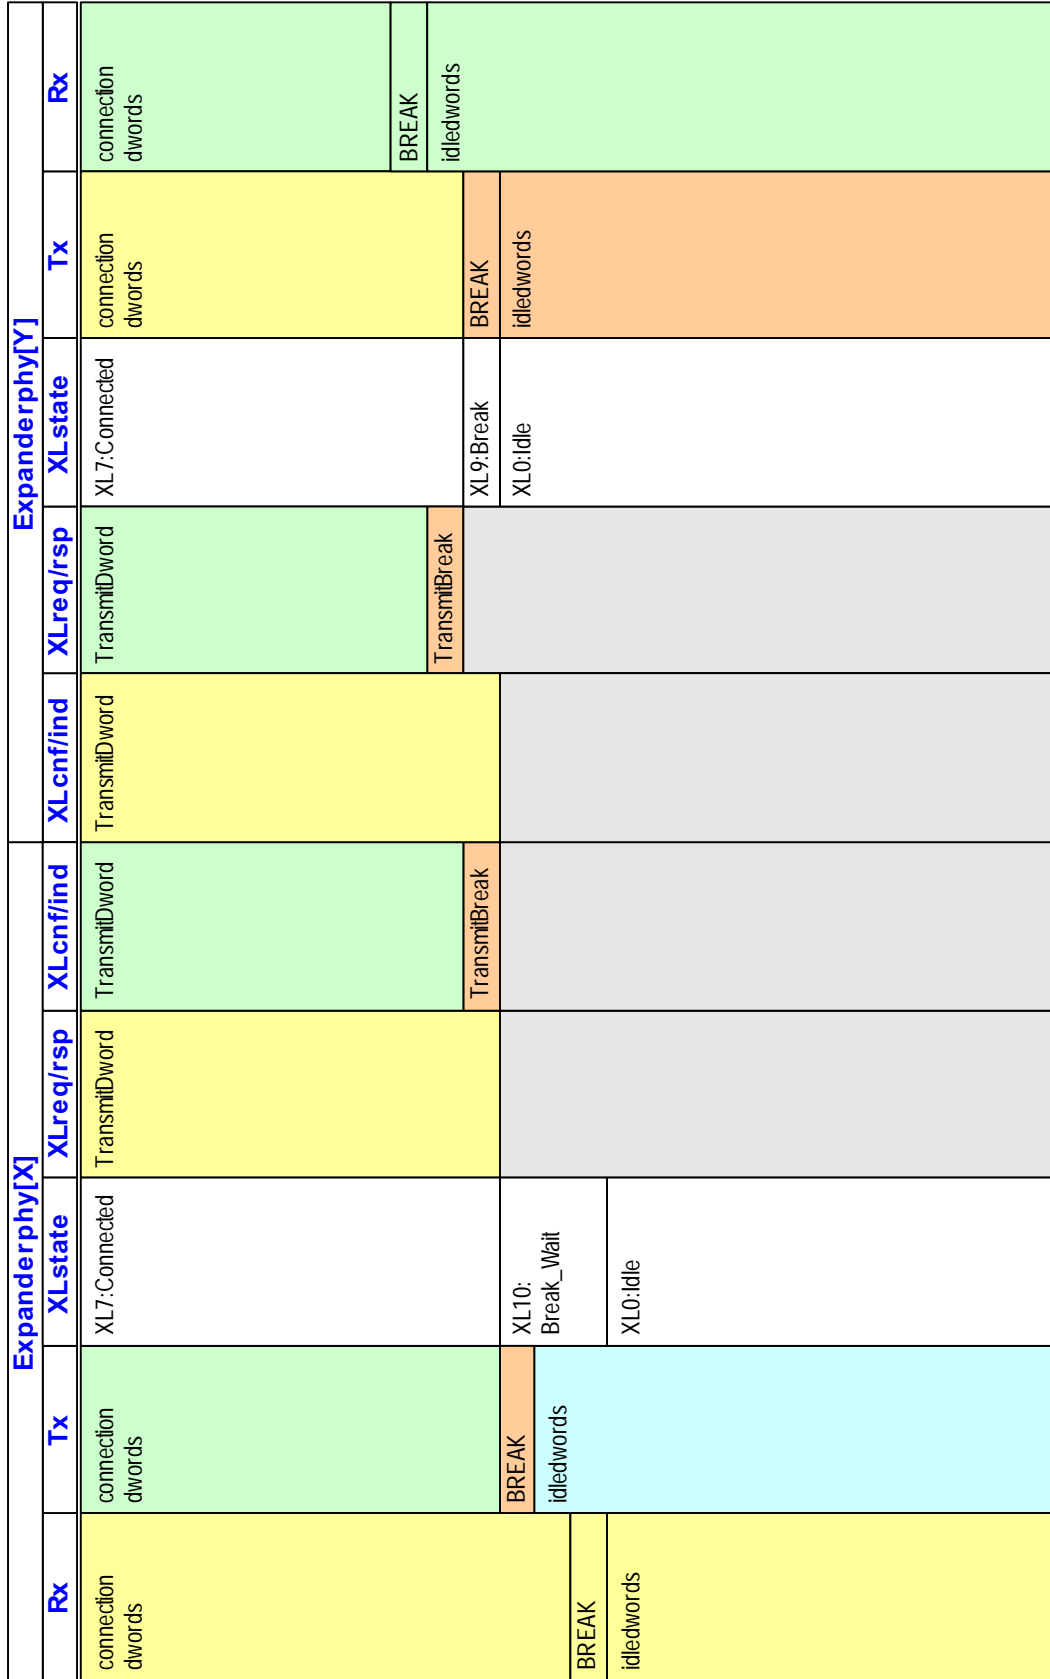 Expanderphy[X]
Expanderphy[Y]
Rx
Tx
XLstate
XLreq/rsp
XLcnf/ind
XLcnf/ind
XLreq/rsp
XLstate
Tx
Rx
connection
dwords
BREAK
idledwords
connection
dwords
BREAK
idledwords
XL7:Connected
XL10:
Break_Wait
XL0:Idle
TransmitDword
TransmitDword
TransmitBreak
TransmitDword
TransmitDword
TransmitBreak
XL7:Connected
XL9:Break
XL0:Idle
connection
dwords
BREAK
idledwords
connection
dwords
BREAK
idledwords